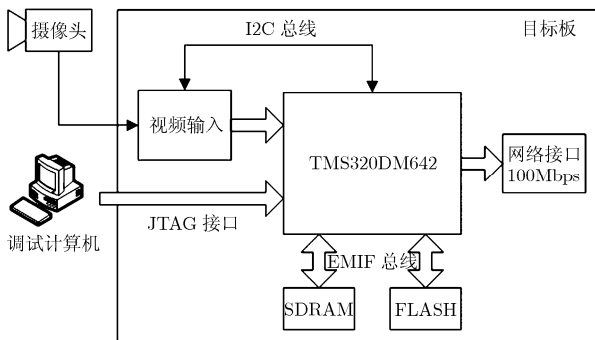 摄像头
I2C 总线
目标板
视频输入
TMS320DM642
网络接口
100Mbps
JTAG 接口
调试计算机
EMIF 总线
SDRAM
FLASH